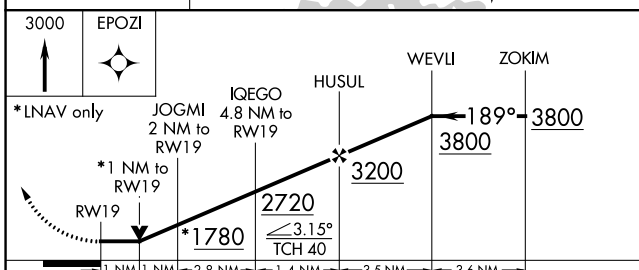 3000
EPOZI
*LNAV only
JOGMI
2 NM to
RW19
IQEGO
4.8 NM to
RW19
HUSUL
WEVLI
ZOKIM
*1 NM to
RW19
RW19
189°
3800
3800
3200
2720
*1780
3.15°
TCH 40
1 NM
1 NM
2.8 NM
1.4 NM
3.5 NM
3.6 NM